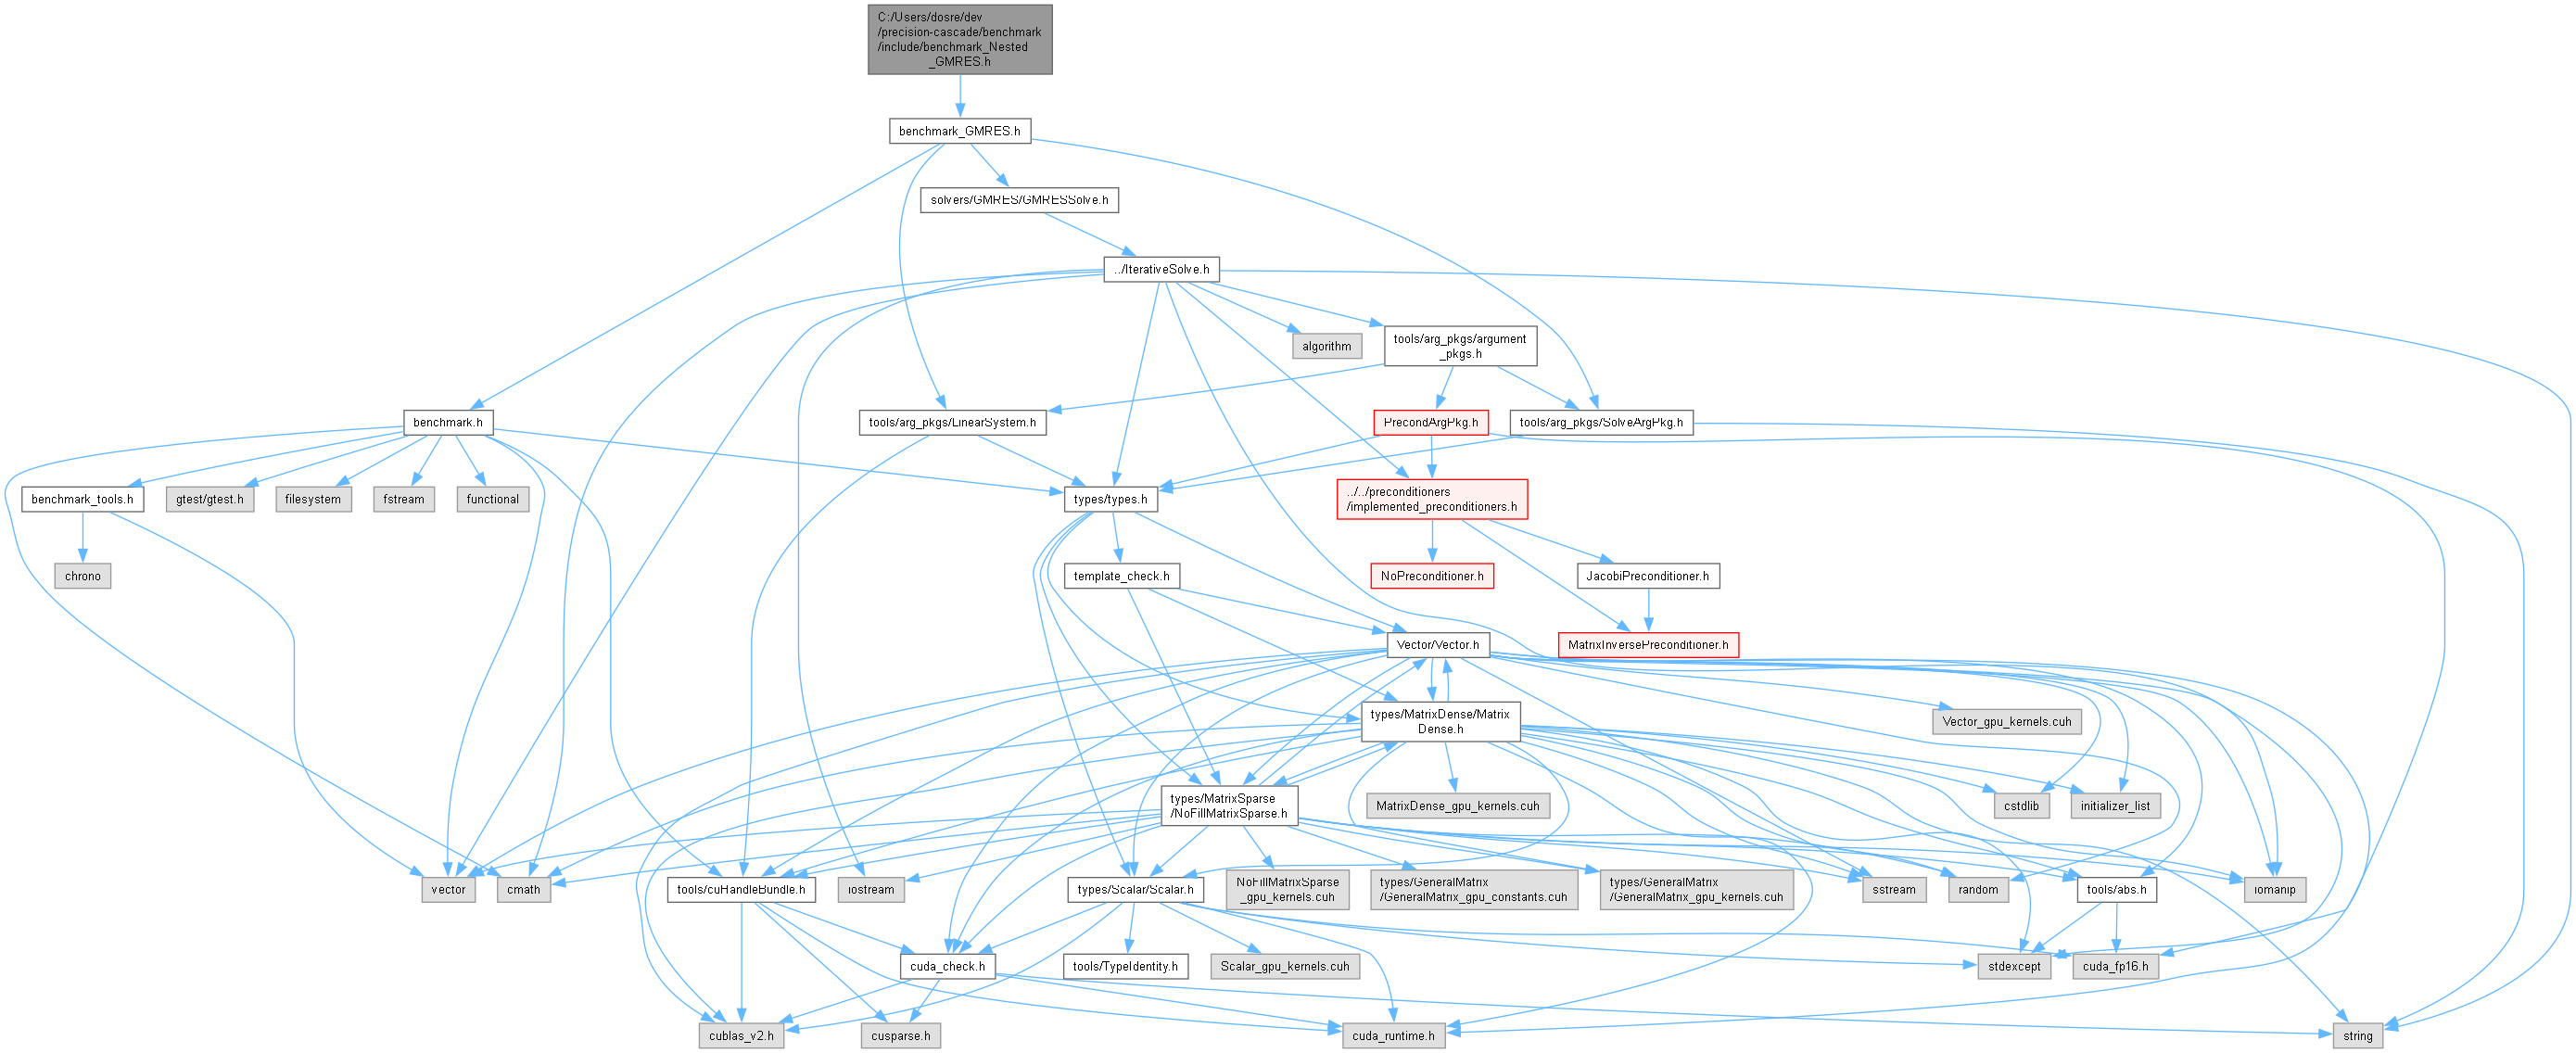 C:/Users/dosre/dev
/precision-cascade/benchmark
/include/benchmark_Nested
_GMRES.h
benchmark_GMRES.h
solvers/GMRES/GMRESSolve.h
../IterativeSolve.h
algorithm
tools/arg_pkgs/argument
_pkgs.h
benchmark.h
tools/arg_pkgs/LinearSystem.h
PrecondArgPkg.h
tools/arg_pkgs/SolveArgPkg.h
benchmark_tools.h
gtest/gtest.h
filesystem
fstream
functional
types/types.h
../../preconditioners
/implemented_preconditioners.h
chrono
template_check.h
NoPreconditioner.h
JacobiPreconditioner.h
Vector/Vector.h
MatrixInversePreconditioner.h
types/MatrixDense/Matrix
Dense.h
Vector_gpu_kernels.cuh
types/MatrixSparse
/NoFillMatrixSparse.h
MatrixDense_gpu_kernels.cuh
cstdlib
initializer_list
vector
cmath
tools/cuHandleBundle.h
iostream
types/Scalar/Scalar.h
NoFillMatrixSparse
_gpu_kernels.cuh
types/GeneralMatrix
/GeneralMatrix_gpu_constants.cuh
types/GeneralMatrix
/GeneralMatrix_gpu_kernels.cuh
sstream
random
tools/abs.h
iomanip
cuda_check.h
tools/TypeIdentity.h
Scalar_gpu_kernels.cuh
stdexcept
cuda_fp16.h
cublas_v2.h
cusparse.h
cuda_runtime.h
string